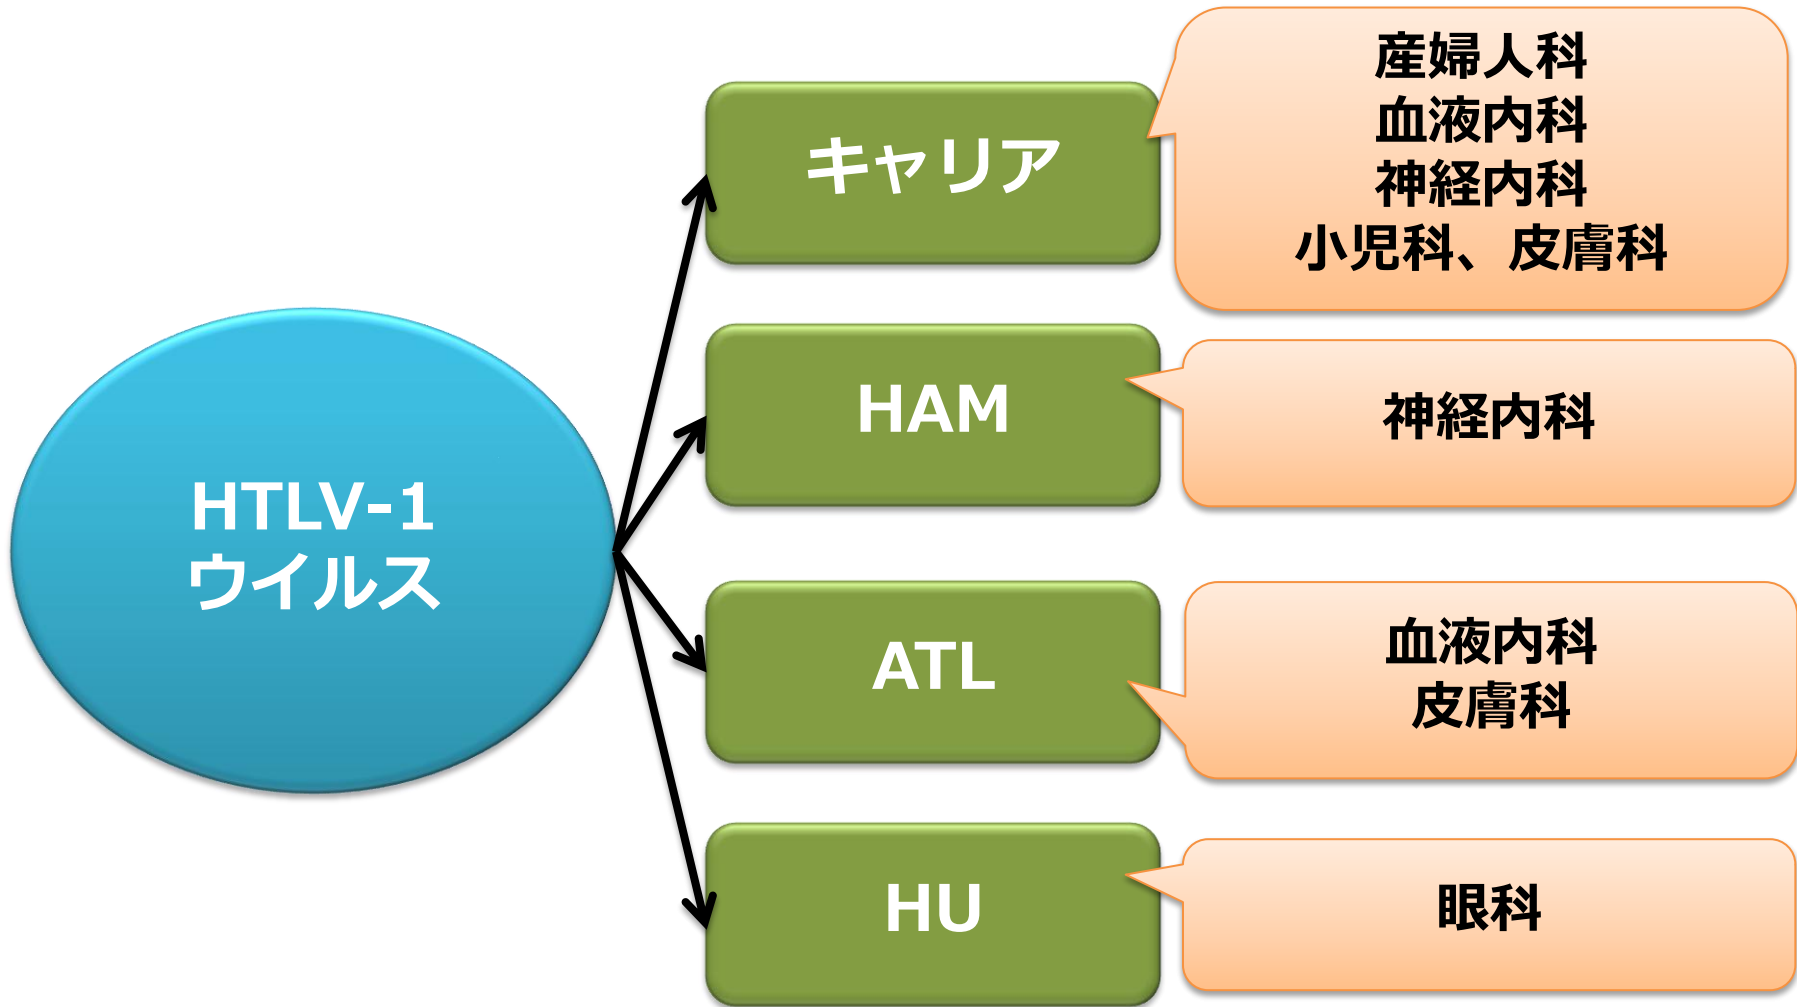 HTLV-1
ウイルス
キャリア
産婦人科
血液内科
神経内科
小児科、皮膚科
HAM
神経内科
ATL
血液内科
皮膚科
HU
眼科